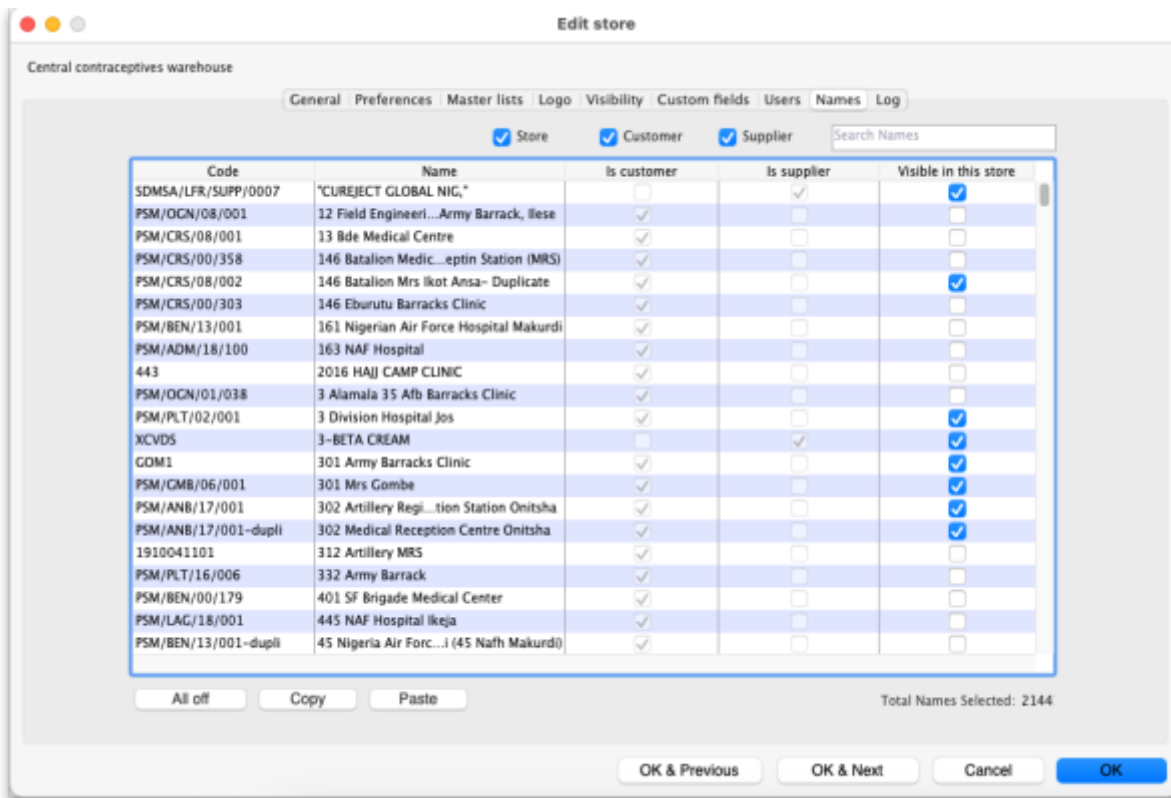 Edit store
Central contraceptives warehouse
General Preferences Master lists Logo Visibility Custom fields Users Names Log
Store Customer Supplier Search Names
Code Name Is customer Is supplier Visible in this store
SDMSA/LFR/SUPP/0007 "CUREJECT GLOBAL NIG,"
PSM/OGN/08/001 12 Field Engineeri...Army Barrack, Ilese
PSM/CRS/08/001 13 Bde Medical Centre
PSM/CRS/00/358 146 Batalion Medic...eptin Station (MRS)
PSM/CRS/08/002 146 Batalion Mrs Ikot Ansa- Duplicate
PSM/CRS/00/303 146 Eburutu Barracks Clinic
PSM/BEN/13/001 161 Nigerian Air Force Hospital Makurdi
PSM/ADM/18/100 163 NAF Hospital
443 2016 HAJJ CAMP CLINIC
PSM/OGN/01/038 3 Alamala 35 Afb Barracks Clinic
PSM/PLT/02/001 3 Division Hospital Jos
XCVDS 3-BETA CREAM
GOM1 301 Army Barracks Clinic
PSM/GMB/06/001 301 Mrs Gombe
PSM/ANB/17/001 302 Artillery Regi...tion Station Onitsha
PSM/ANB/17/001-dupli 302 Medical Reception Centre Onitsha
1910041101 312 Artillery MRS
PSM/PLT/16/006 332 Army Barrack
PSM/BEN/00/179 401 SF Brigade Medical Center
PSM/LAG/18/001 445 NAF Hospital Ikeja
PSM/BEN/13/001-dupli 45 Nigeria Air Forc...i (45 Nafh Makurdi)
All off Copy Paste Total Names Selected: 2144
OK & Previous OK & Next Cancel OK